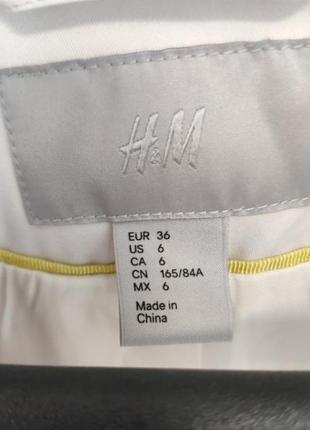 H&M
EUR 36
US 6
CA 6
CN 165/84A
MX 6
Made in
China